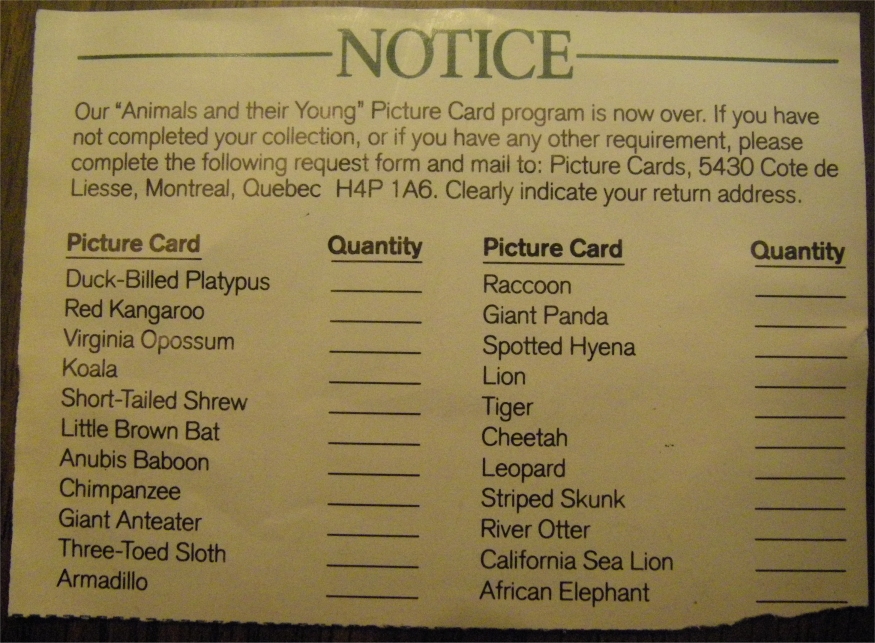 NOTICE
Our "Animals and their Young" Picture Card program is now over. If you have
not completed your collection, or if you have any other requirement, please
complete the following request form and mail to: Picture Cards, 5430 Cote de
Liesse, Montreal, Quebec H4P 1A6. Clearly indicate your return address.
Picture Card Quantity Picture Card Quantity
Duck-Billed Platypus Raccoon
Red Kangaroo Giant Panda
Virginia Opossum Spotted Hyena
Koala Lion
Short-Tailed Shrew Tiger
Little Brown Bat Cheetah
Anubis Baboon Leopard
Chimpanzee Striped Skunk
Giant Anteater River Otter
Three-Toed Sloth California Sea Lion
Armadillo African Elephant